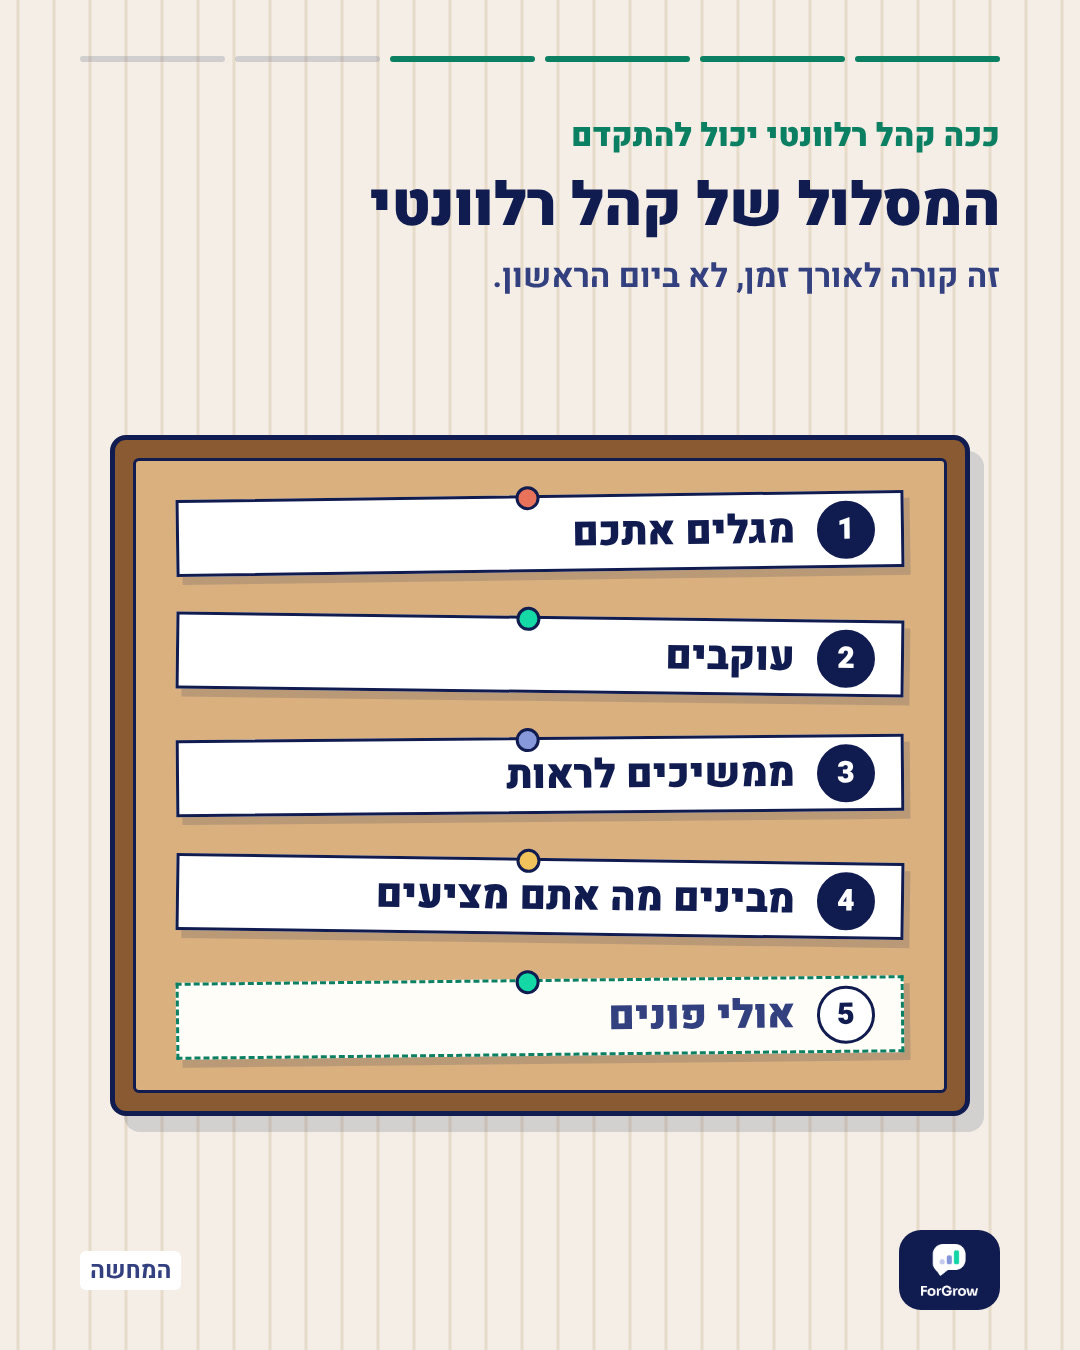 ככה קהל רלוונטי יכול להתקדם
המסלול של קהל רלוונטי
זה קורה לאורך זמן, לא ביום הראשון.
1 מגלים אתכם
2 עוקבים
3 ממשיכים לראות
4 מבינים מה אתם מציעים
5 אולי פונים
המחשה
ForGrow